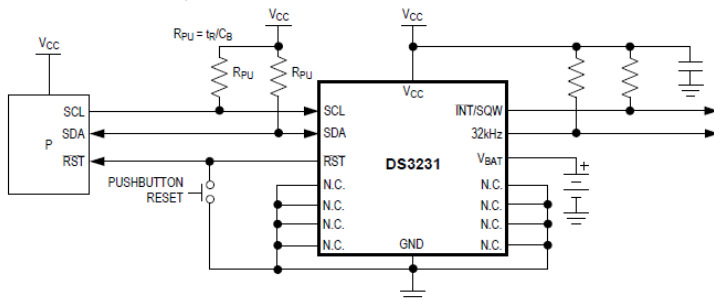 VCC
RPU = tR/CB
VCC
VCC
RPU
RPU
P
SCL
SDA
RST
PUSHBUTTON
RESET
VCC
SCL
SDA
RST
N.C.
N.C.
N.C.
N.C.
DS3231
GND
INT/SQW
32kHz
VBAT
N.C.
N.C.
N.C.
N.C.
+